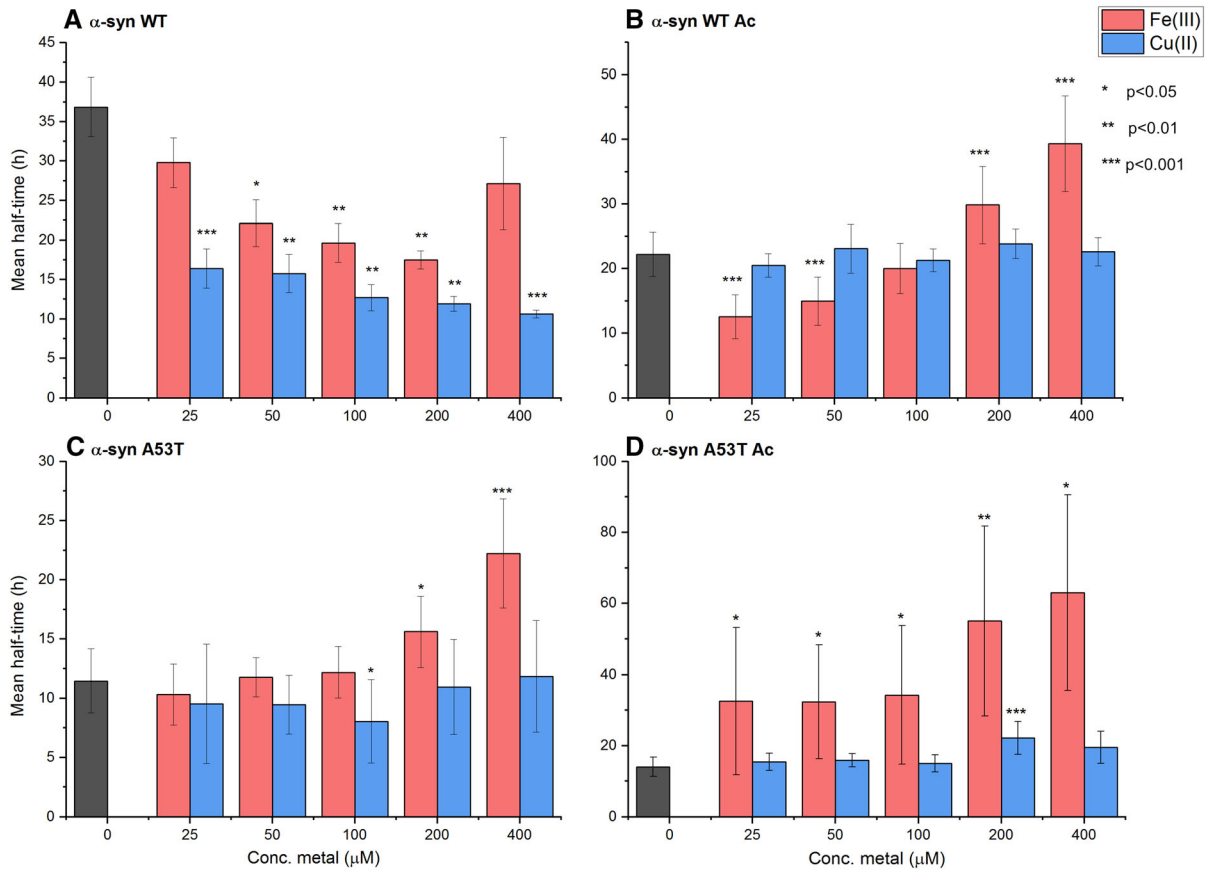 A α-syn WT
B α-syn WT Ac
Fe(III)
Cu(II)
* p<0.05
** p<0.01
*** p<0.001
Mean half-time (h)
45
40
35
30
25
20
15
10
5
0
*** * ** ** ** ** ** ***
0 25 50 100 200 400
50
40
30
20
10
0
*** *** *** ***
0 25 50 100 200 400
C α-syn A53T
Mean half-time (h)
30
25
20
15
10
5
0
* * ***
0 25 50 100 200 400
Conc. metal (μM)
D α-syn A53T Ac
100
80
60
40
20
0
* * * ** *** *
0 25 50 100 200 400
Conc. metal (μM)